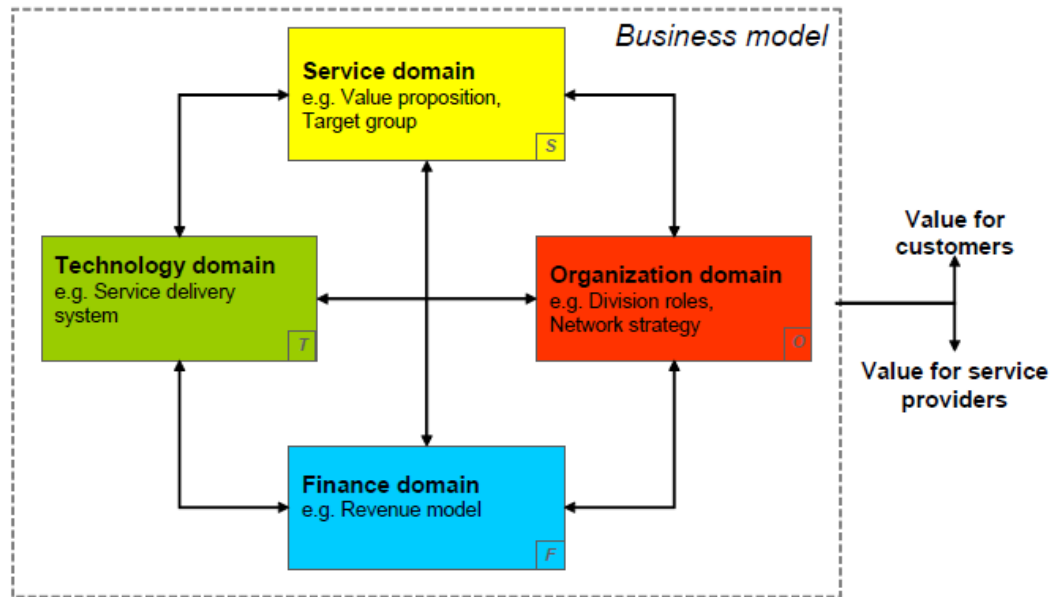 Business model
Service domain
e.g. Value proposition,
Target group
S
Technology domain
e.g. Service delivery
system
T
Organization domain
e.g. Division roles,
Network strategy
O
Value for
customers
Value for service
providers
Finance domain
e.g. Revenue model
F